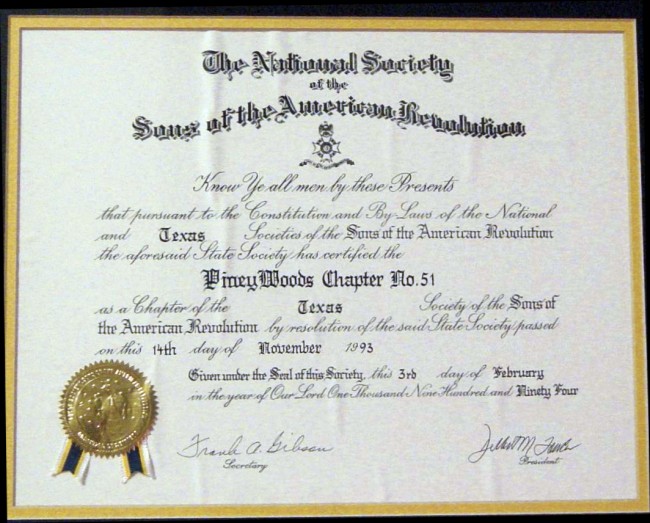 The National Society
of the
Sons of the American Revolution
Know Ye all men by these Presents
that pursuant to the Constitution and By-Laws of the National
and Texas Societies of the Sons of the American Revolution
the aforesaid State Society has certified the
PineyWoods Chapter No. 51
as a Chapter of the Texas Society of the Sons of
the American Revolution by resolution of the said State Society passed
on this 14th day of November 1993
Given under the Seal of this Society, this 3rd day of February
in the year of Our Lord One Thousand Nine Hundred and Ninety Four
Frank A. Gibson
Secretary
President